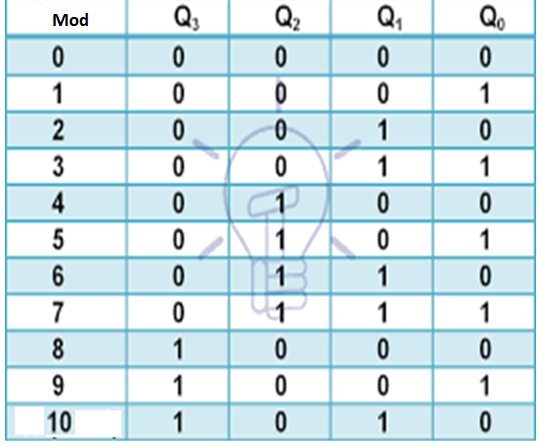 Mod Q₃ Q₂ Q₁ Q₀
0 0 0 0 0
1 0 0 0 1
2 0 0 1 0
3 0 0 1 1
4 0 1 0 0
5 0 1 0 1
6 0 1 1 0
7 0 1 1 1
8 1 0 0 0
9 1 0 0 1
10 1 0 1 0